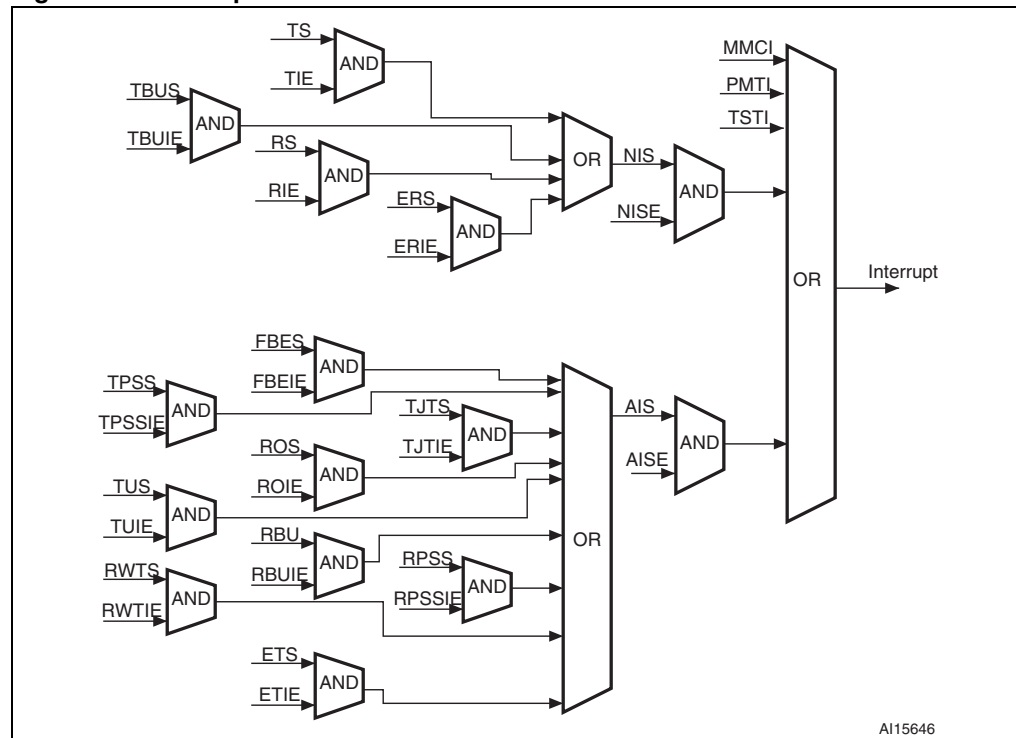 TS
AND
TIE
TBUS
AND
TBUIE
RS
AND
RIE
ERS
AND
ERIE
OR
NIS
AND
NISE
MMCI
PMTI
TSTI
OR
Interrupt
FBES
AND
FBEIE
TPSS
AND
TPSSIE
TJTS
AND
TJTIE
ROS
AND
ROIE
TUS
AND
TUIE
RBU
AND
RBUIE
RPSS
AND
RPSSIE
RWTS
AND
RWTIE
ETS
AND
ETIE
OR
AIS
AND
AISE
AI15646